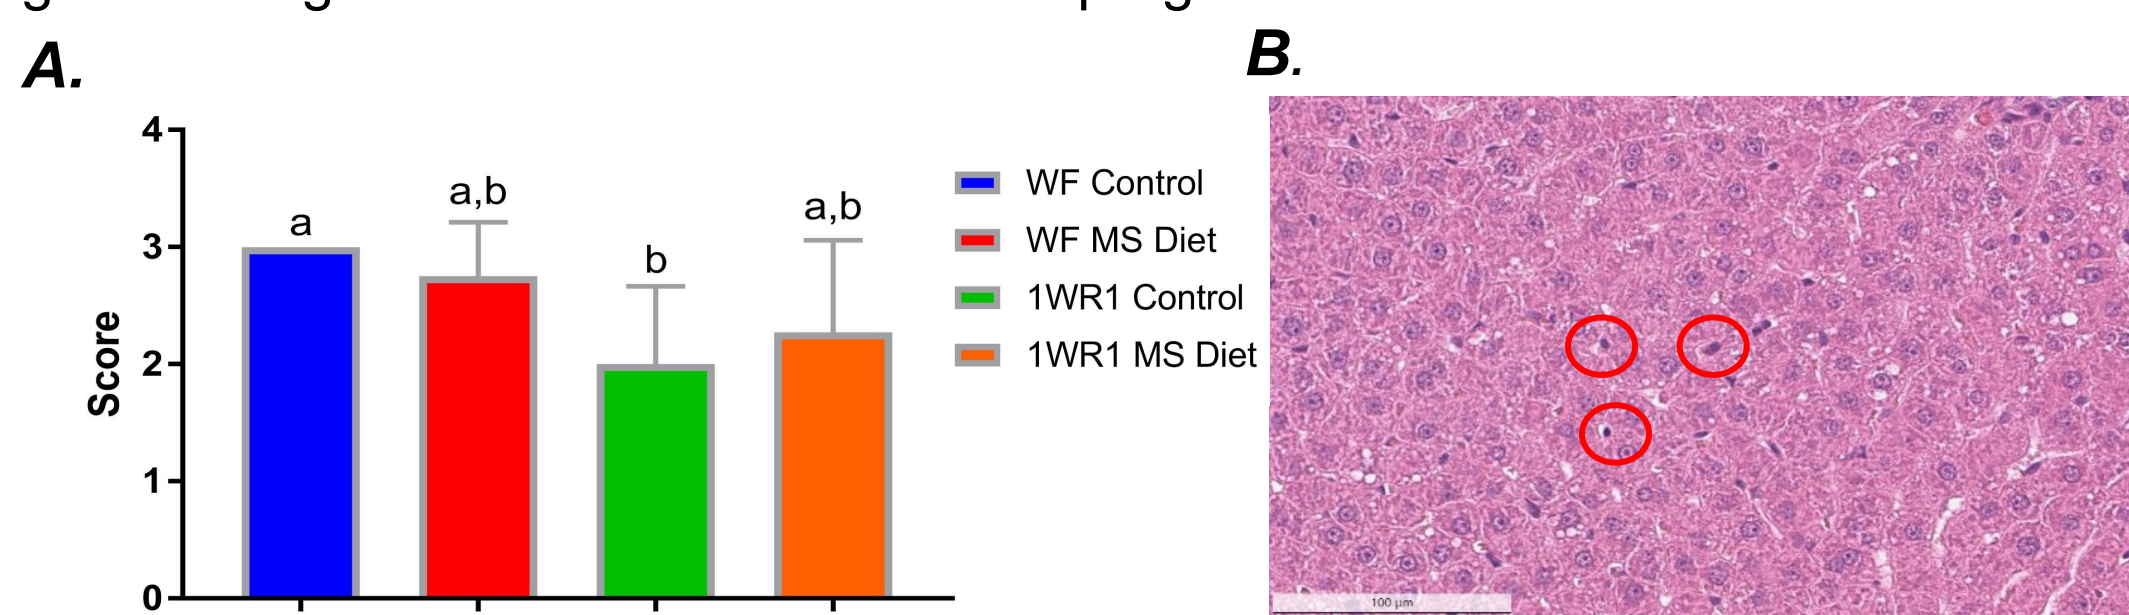 A.
B.
4
3
2
1
0
Score
a
a,b
b
a,b
WF Control
WF MS Diet
1WR1 Control
1WR1 MS Diet
100 µm